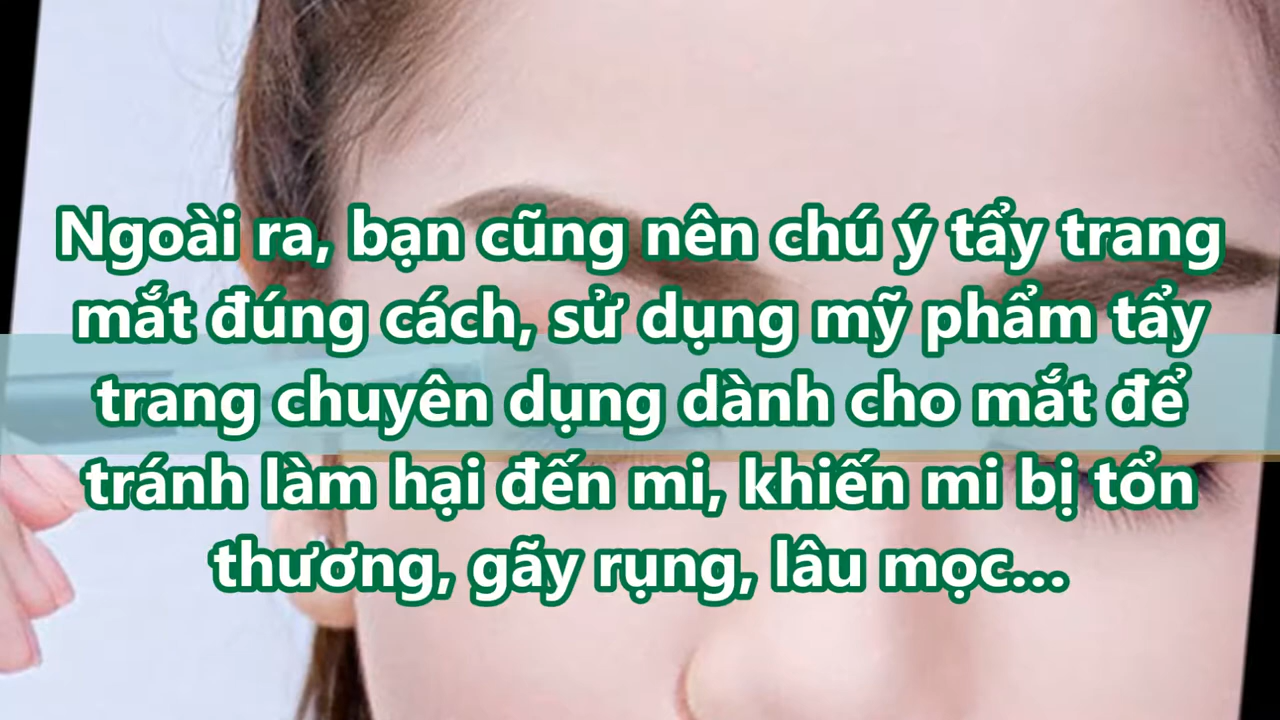 Ngoài ra, bạn cũng nên chú ý tẩy trang
mắt đúng cách, sử dụng mỹ phẩm tẩy
trang chuyên dụng dành cho mắt để
tránh làm hại đến mi, khiến mi bị tổn
thương, gãy rụng, lâu mọc...